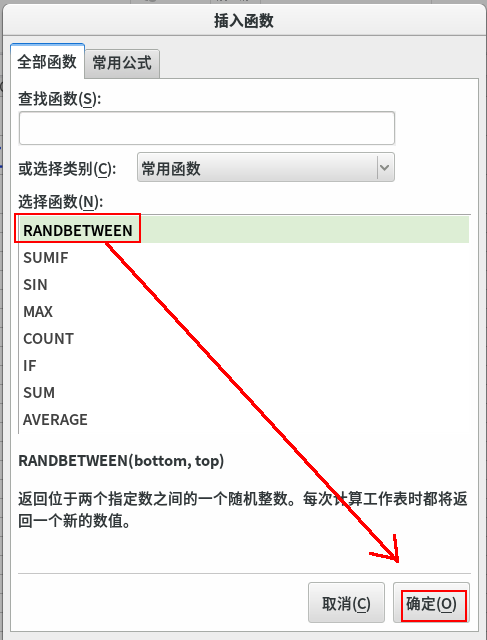 插入函数
全部函数 常用公式
查找函数(S):
或选择类别(C): 常用函数
选择函数(N):
RANDBETWEEN
SUMIF
SIN
MAX
COUNT
IF
SUM
AVERAGE
RANDBETWEEN(bottom, top)
返回位于两个指定数之间的一个随机整数。每次计算工作表时都将返
回一个新的数值。
取消(C) 确定(O)